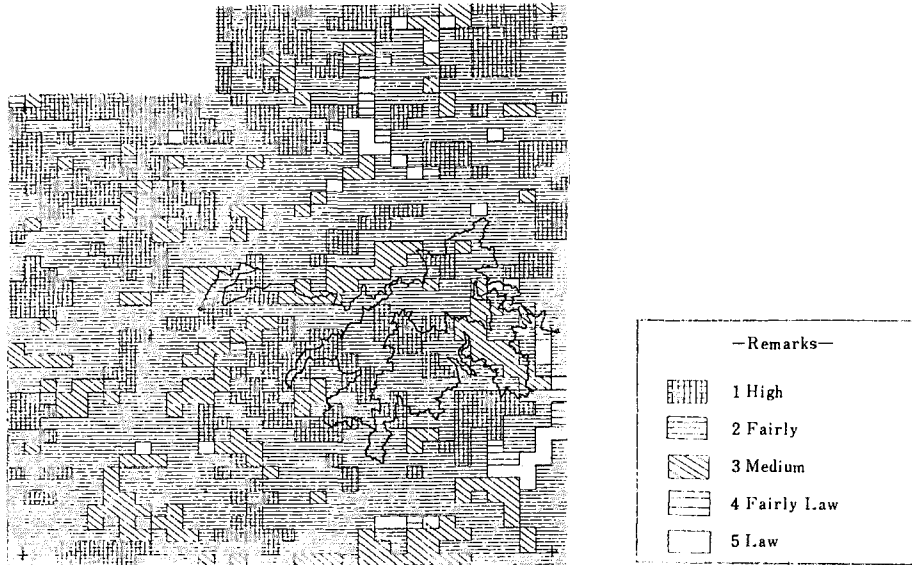 —Remarks—
1 High
2 Fairly
3 Medium
4 Fairly Law
5 Law